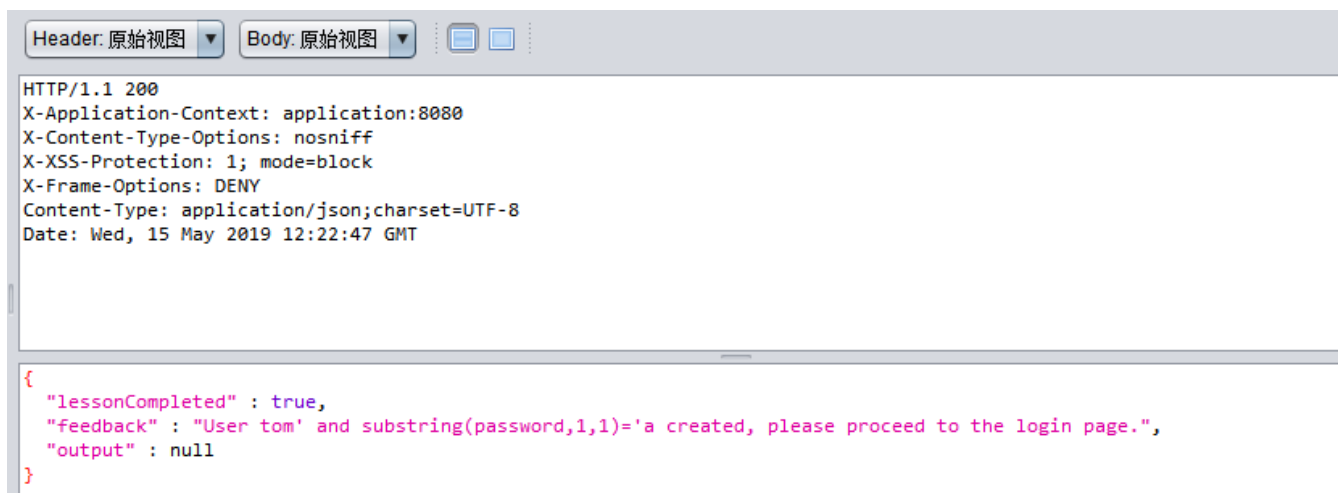 Header: 原始视图 Body: 原始视图
HTTP/1.1 200
X-Application-Context: application:8080
X-Content-Type-Options: nosniff
X-XSS-Protection: 1; mode=block
X-Frame-Options: DENY
Content-Type: application/json;charset=UTF-8
Date: Wed, 15 May 2019 12:22:47 GMT
{
  "lessonCompleted" : true,
  "feedback" : "User tom' and substring(password,1,1)='a created, please proceed to the login page.",
  "output" : null
}